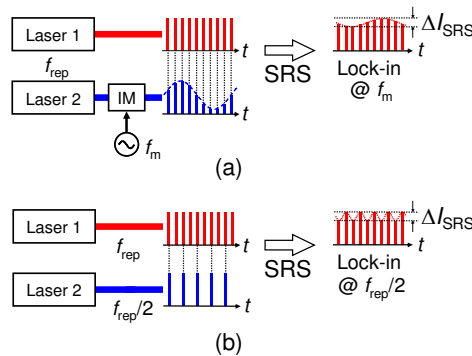 Laser 1
t
ΔI_SRS
f_rep
SRS
Lock-in
@ f_m
t
Laser 2
IM
t
f_m
(a)
Laser 1
t
ΔI_SRS
f_rep
SRS
Lock-in
@ f_rep/2
t
Laser 2
f_rep/2
t
(b)